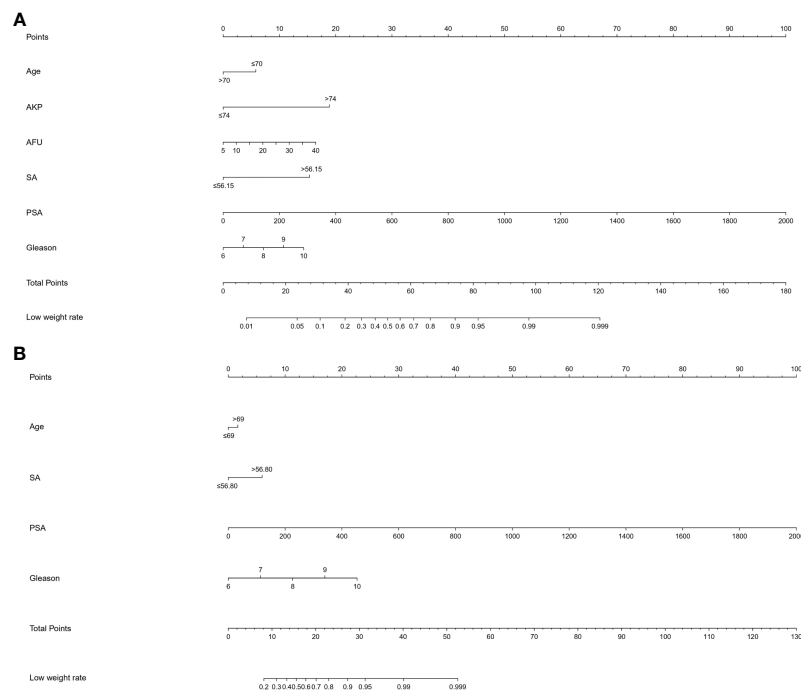 A
Points
0 10 20 30 40 50 60 70 80 90 100
Age
≤70
>70
AKP
>74
≤74
AFU
5 10 20 30 40
SA
>56.15
≤56.15
PSA
0 200 400 600 800 1000 1200 1400 1600 1800 2000
Gleason
7 9
6 8 10
Total Points
0 20 40 60 80 100 120 140 160 180
Low weight rate
0.01 0.05 0.1 0.2 0.3 0.4 0.5 0.6 0.7 0.8 0.9 0.95 0.99 0.999
B
Points
0 10 20 30 40 50 60 70 80 90 100
Age
>69
≤69
SA
>56.80
≤56.80
PSA
0 200 400 600 800 1000 1200 1400 1600 1800 2000
Gleason
7 9
6 8 10
Total Points
0 10 20 30 40 50 60 70 80 90 100 110 120 130
Low weight rate
0.2 0.3 0.4 0.5 0.6 0.7 0.8 0.9 0.95 0.99 0.999